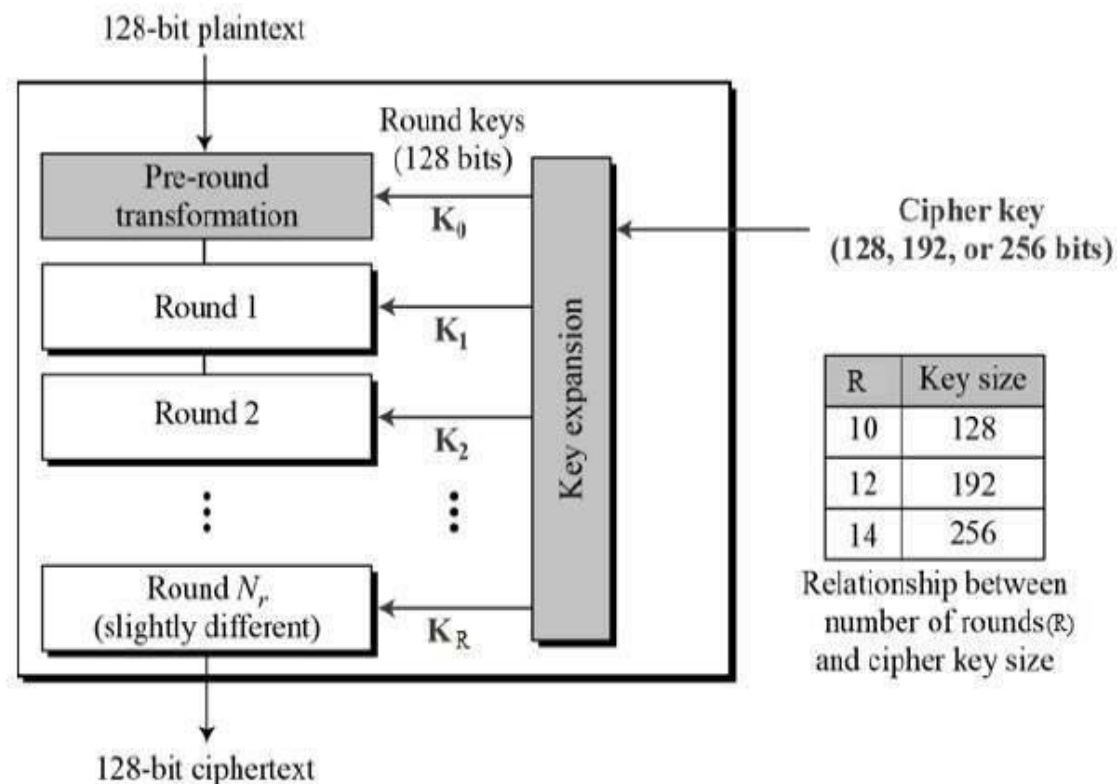 128-bit plaintext
Round keys
(128 bits)
Pre-round
transformation
K0
Cipher key
(128, 192, or 256 bits)
Round 1
K1
Round 2
K2
Key expansion
Round Nr
(slightly different)
KR
128-bit ciphertext
R Key size
10 128
12 192
14 256
Relationship between
number of rounds(R)
and cipher key size